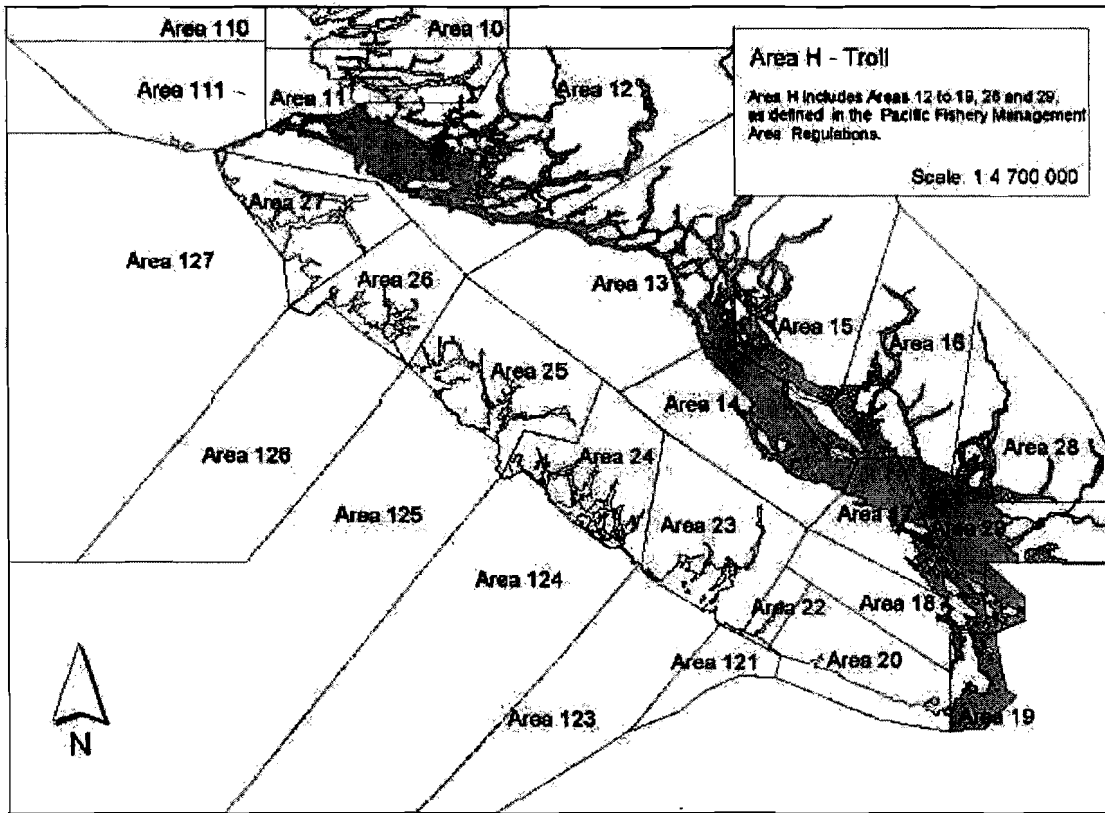 Area 110
Area 10
Area H - Troll
Area H includes Areas 12 to 19, 28 and 29,
as defined in the Pacific Fishery Management
Area Regulations.
Scale: 1:4 700 000
Area 111
Area 11
Area 12
Area 27
Area 127
Area 26
Area 13
Area 15
Area 16
Area 25
Area 14
Area 126
Area 24
Area 28
Area 125
Area 23
Area 17
Area 29
Area 124
Area 22
Area 18
Area 121
Area 20
Area 123
Area 19
N